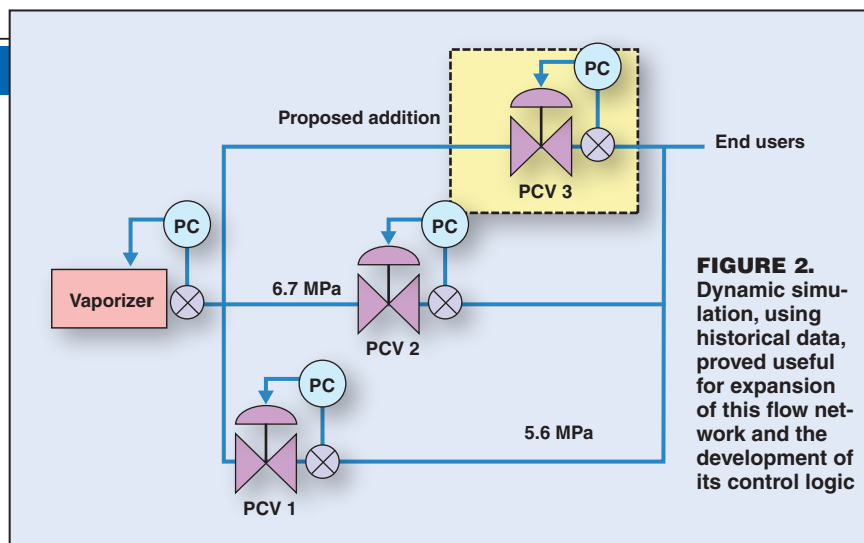 PC
Proposed addition
End users
PCV 3
PC
PC
Vaporizer
6.7 MPa
PCV 2
PC
5.6 MPa
PCV 1
FIGURE 2.
Dynamic simu-
lation, using
historical data,
proved useful
for expansion
of this flow net-
work and the
development of
its control logic